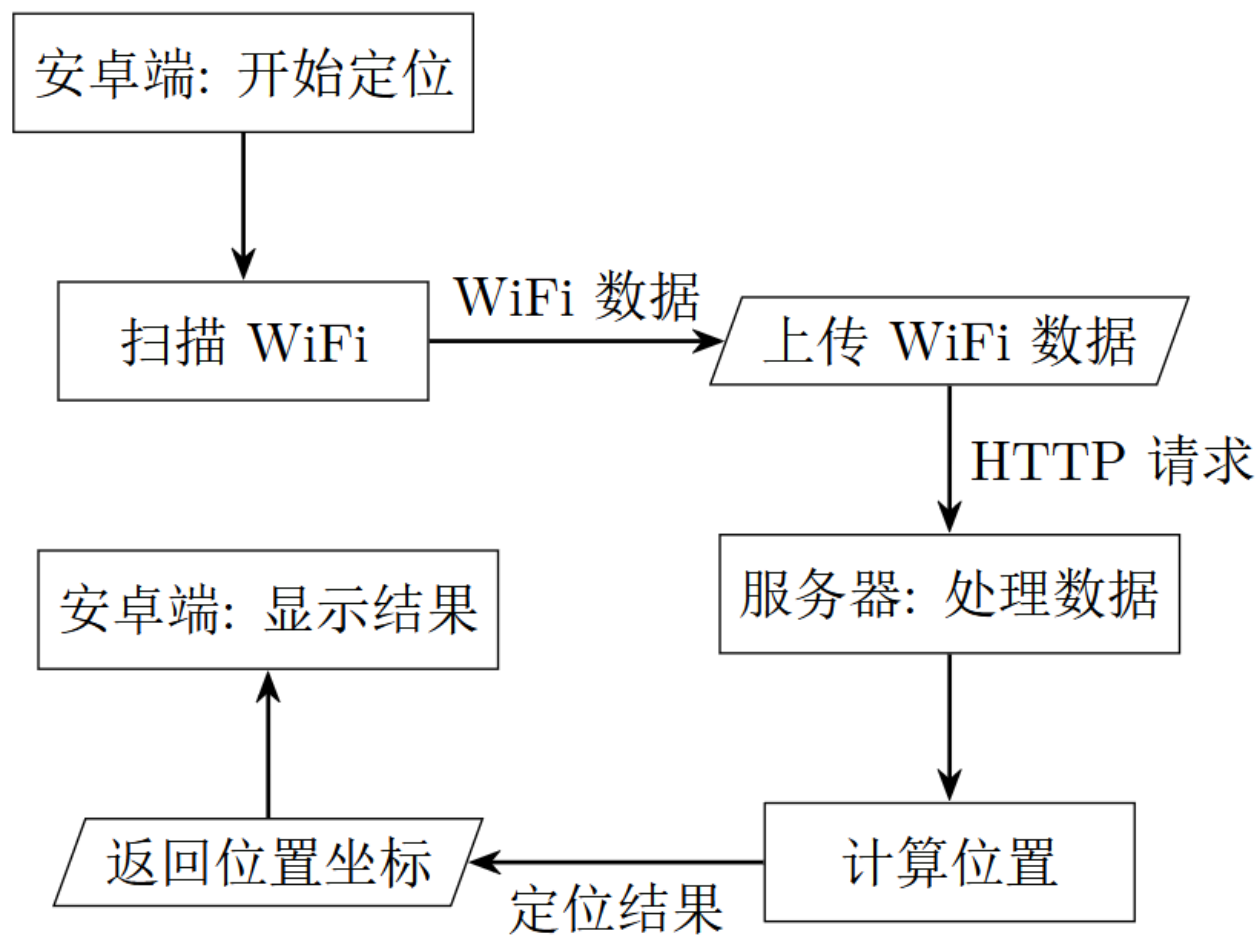 安卓端: 开始定位
扫描 WiFi
WiFi 数据
上传 WiFi 数据
HTTP 请求
服务器: 处理数据
计算位置
定位结果
返回位置坐标
安卓端: 显示结果